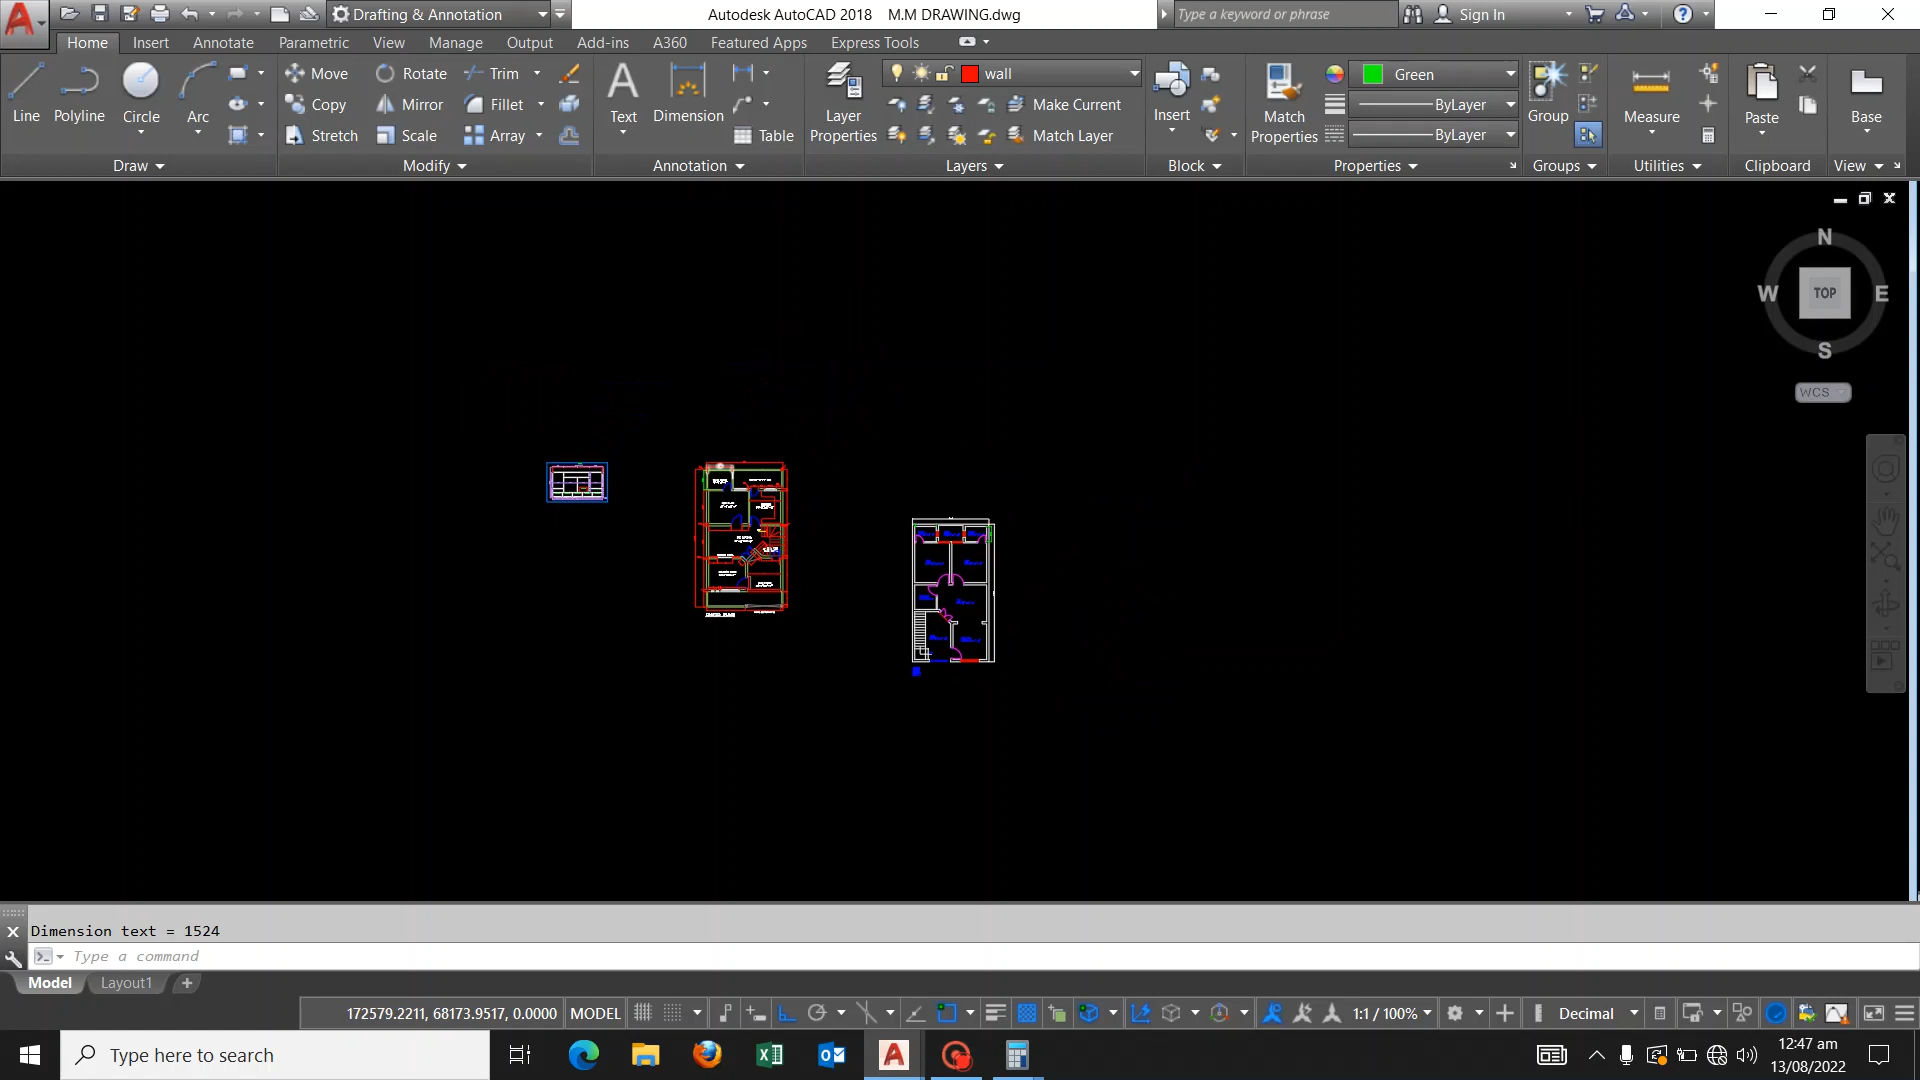 Drafting & Annotation
Autodesk AutoCAD 2018 M.M DRAWING.dwg
Type a keyword or phrase
Sign In
Home Insert Annotate Parametric View Manage Output Add-ins A360 Featured Apps Express Tools
Line Polyline Circle Arc
Move Rotate Trim
Copy Mirror Fillet
Stretch Scale Array
Text Dimension Table
Layer Properties
wall
Make Current
Match Layer
Insert
Match Properties
Green
ByLayer
ByLayer
Group
Measure
Paste
Base
Draw Modify Annotation Layers Block Properties Groups Utilities Clipboard View
N
W TOP E
S
WCS
Dimension text = 1524
Type a command
Model Layout1
172579.2211, 68173.9517, 0.0000 MODEL 1:1 / 100% Decimal
Type here to search
12:47 am
13/08/2022